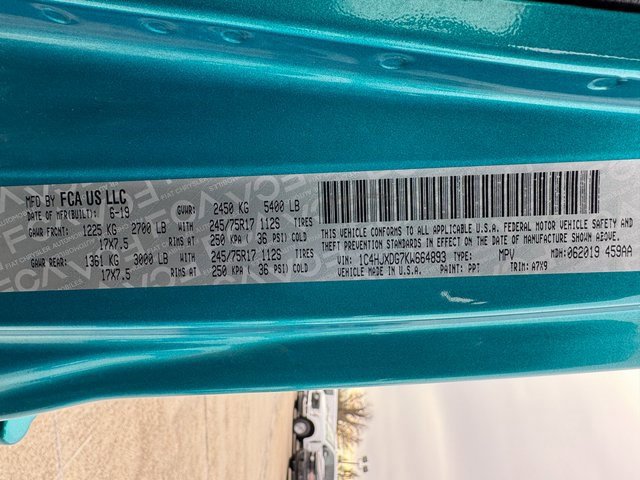 MFD BY FCA US LLC
DATE OF MFR(BUILT): 6-19 GVWR: 2450 KG 5400 LB
GAWR FRONT: 1225 KG 2700 LB WITH 245/75R17 112S TIRES
17X7.5 RIMS AT 250 KPA ( 36 PSI) COLD
GAWR REAR: 1361 KG 3000 LB WITH 245/75R17 112S TIRES
17X7.5 RIMS AT 250 KPA ( 36 PSI) COLD
THIS VEHICLE CONFORMS TO ALL APPLICABLE U.S.A. FEDERAL MOTOR VEHICLE SAFETY AND
THEFT PREVENTION STANDARDS IN EFFECT ON THE DATE OF MANUFACTURE SHOWN ABOVE.
VIN: 1C4HJXDG7KW664893 TYPE: MPV MDH: 062019 459AA
VEHICLE MADE IN U.S.A. PAINT: PPT TRIM: A7X9